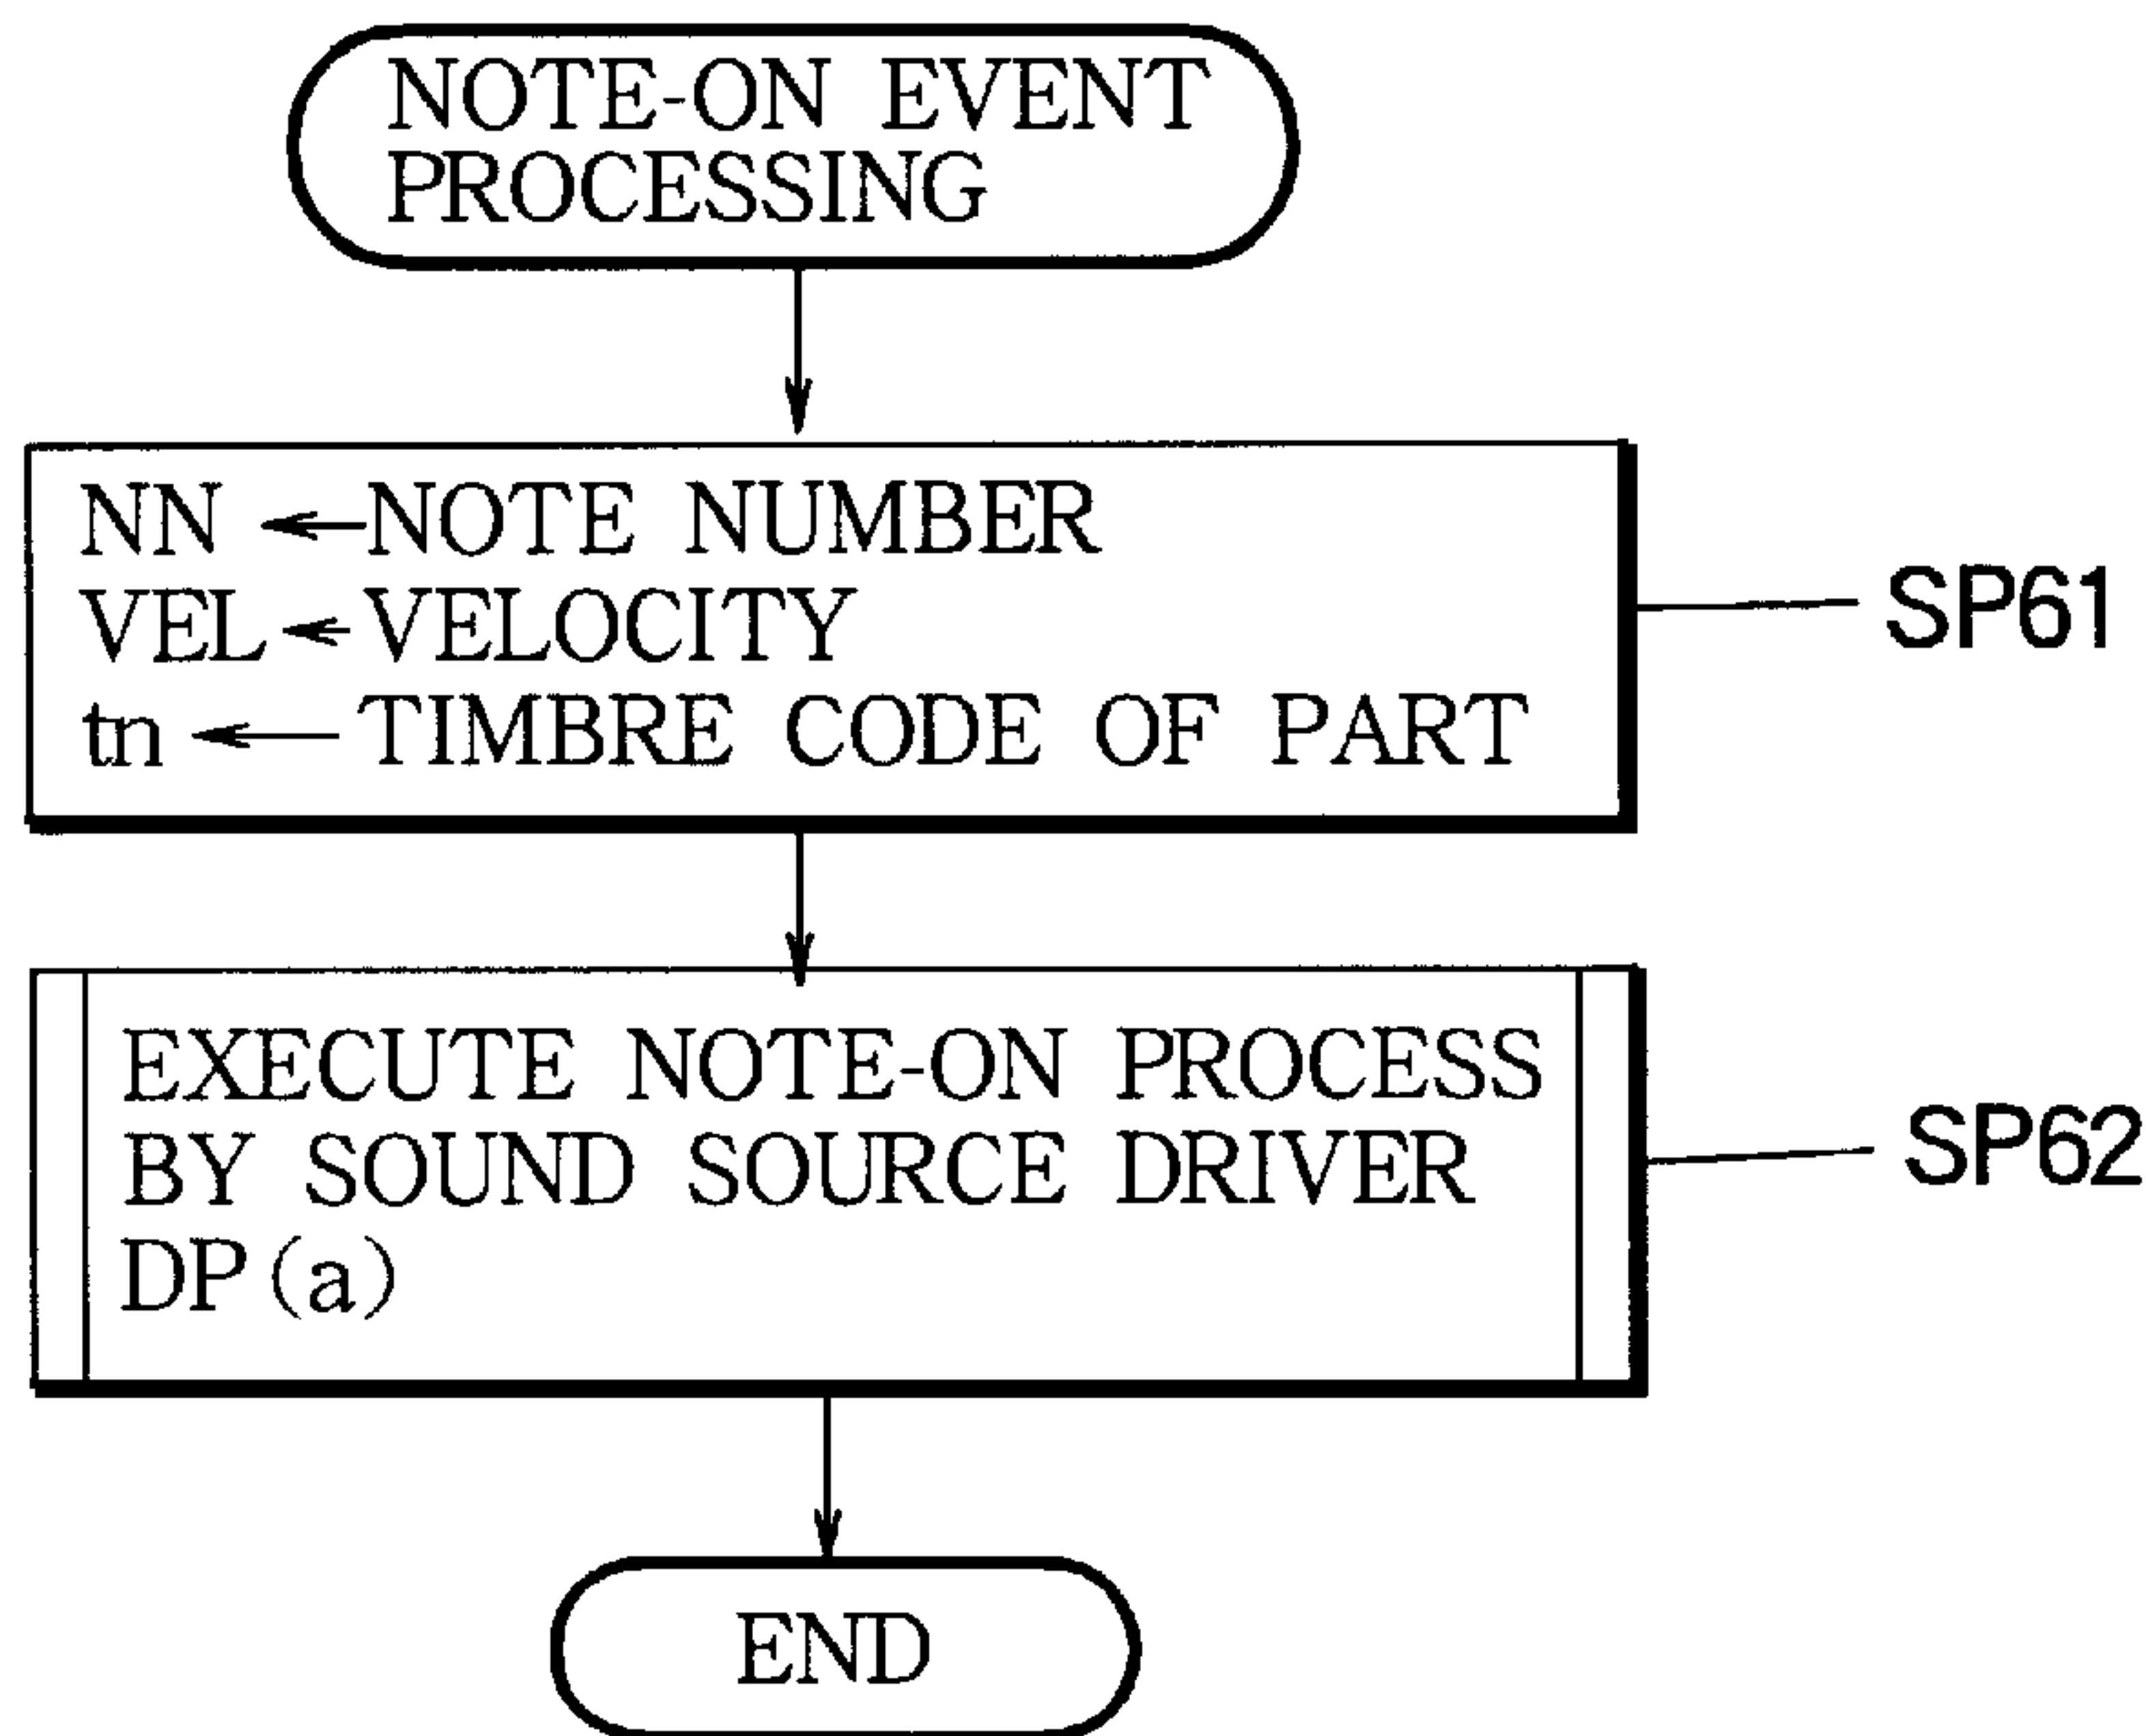 NOTE-ON EVENT
PROCESSING
NN ←NOTE NUMBER
VEL ← VELOCITY
tn ← TIMBRE CODE OF PART
SP61
EXECUTE NOTE-ON PROCESS
BY SOUND SOURCE DRIVER
DP(a)
SP62
END